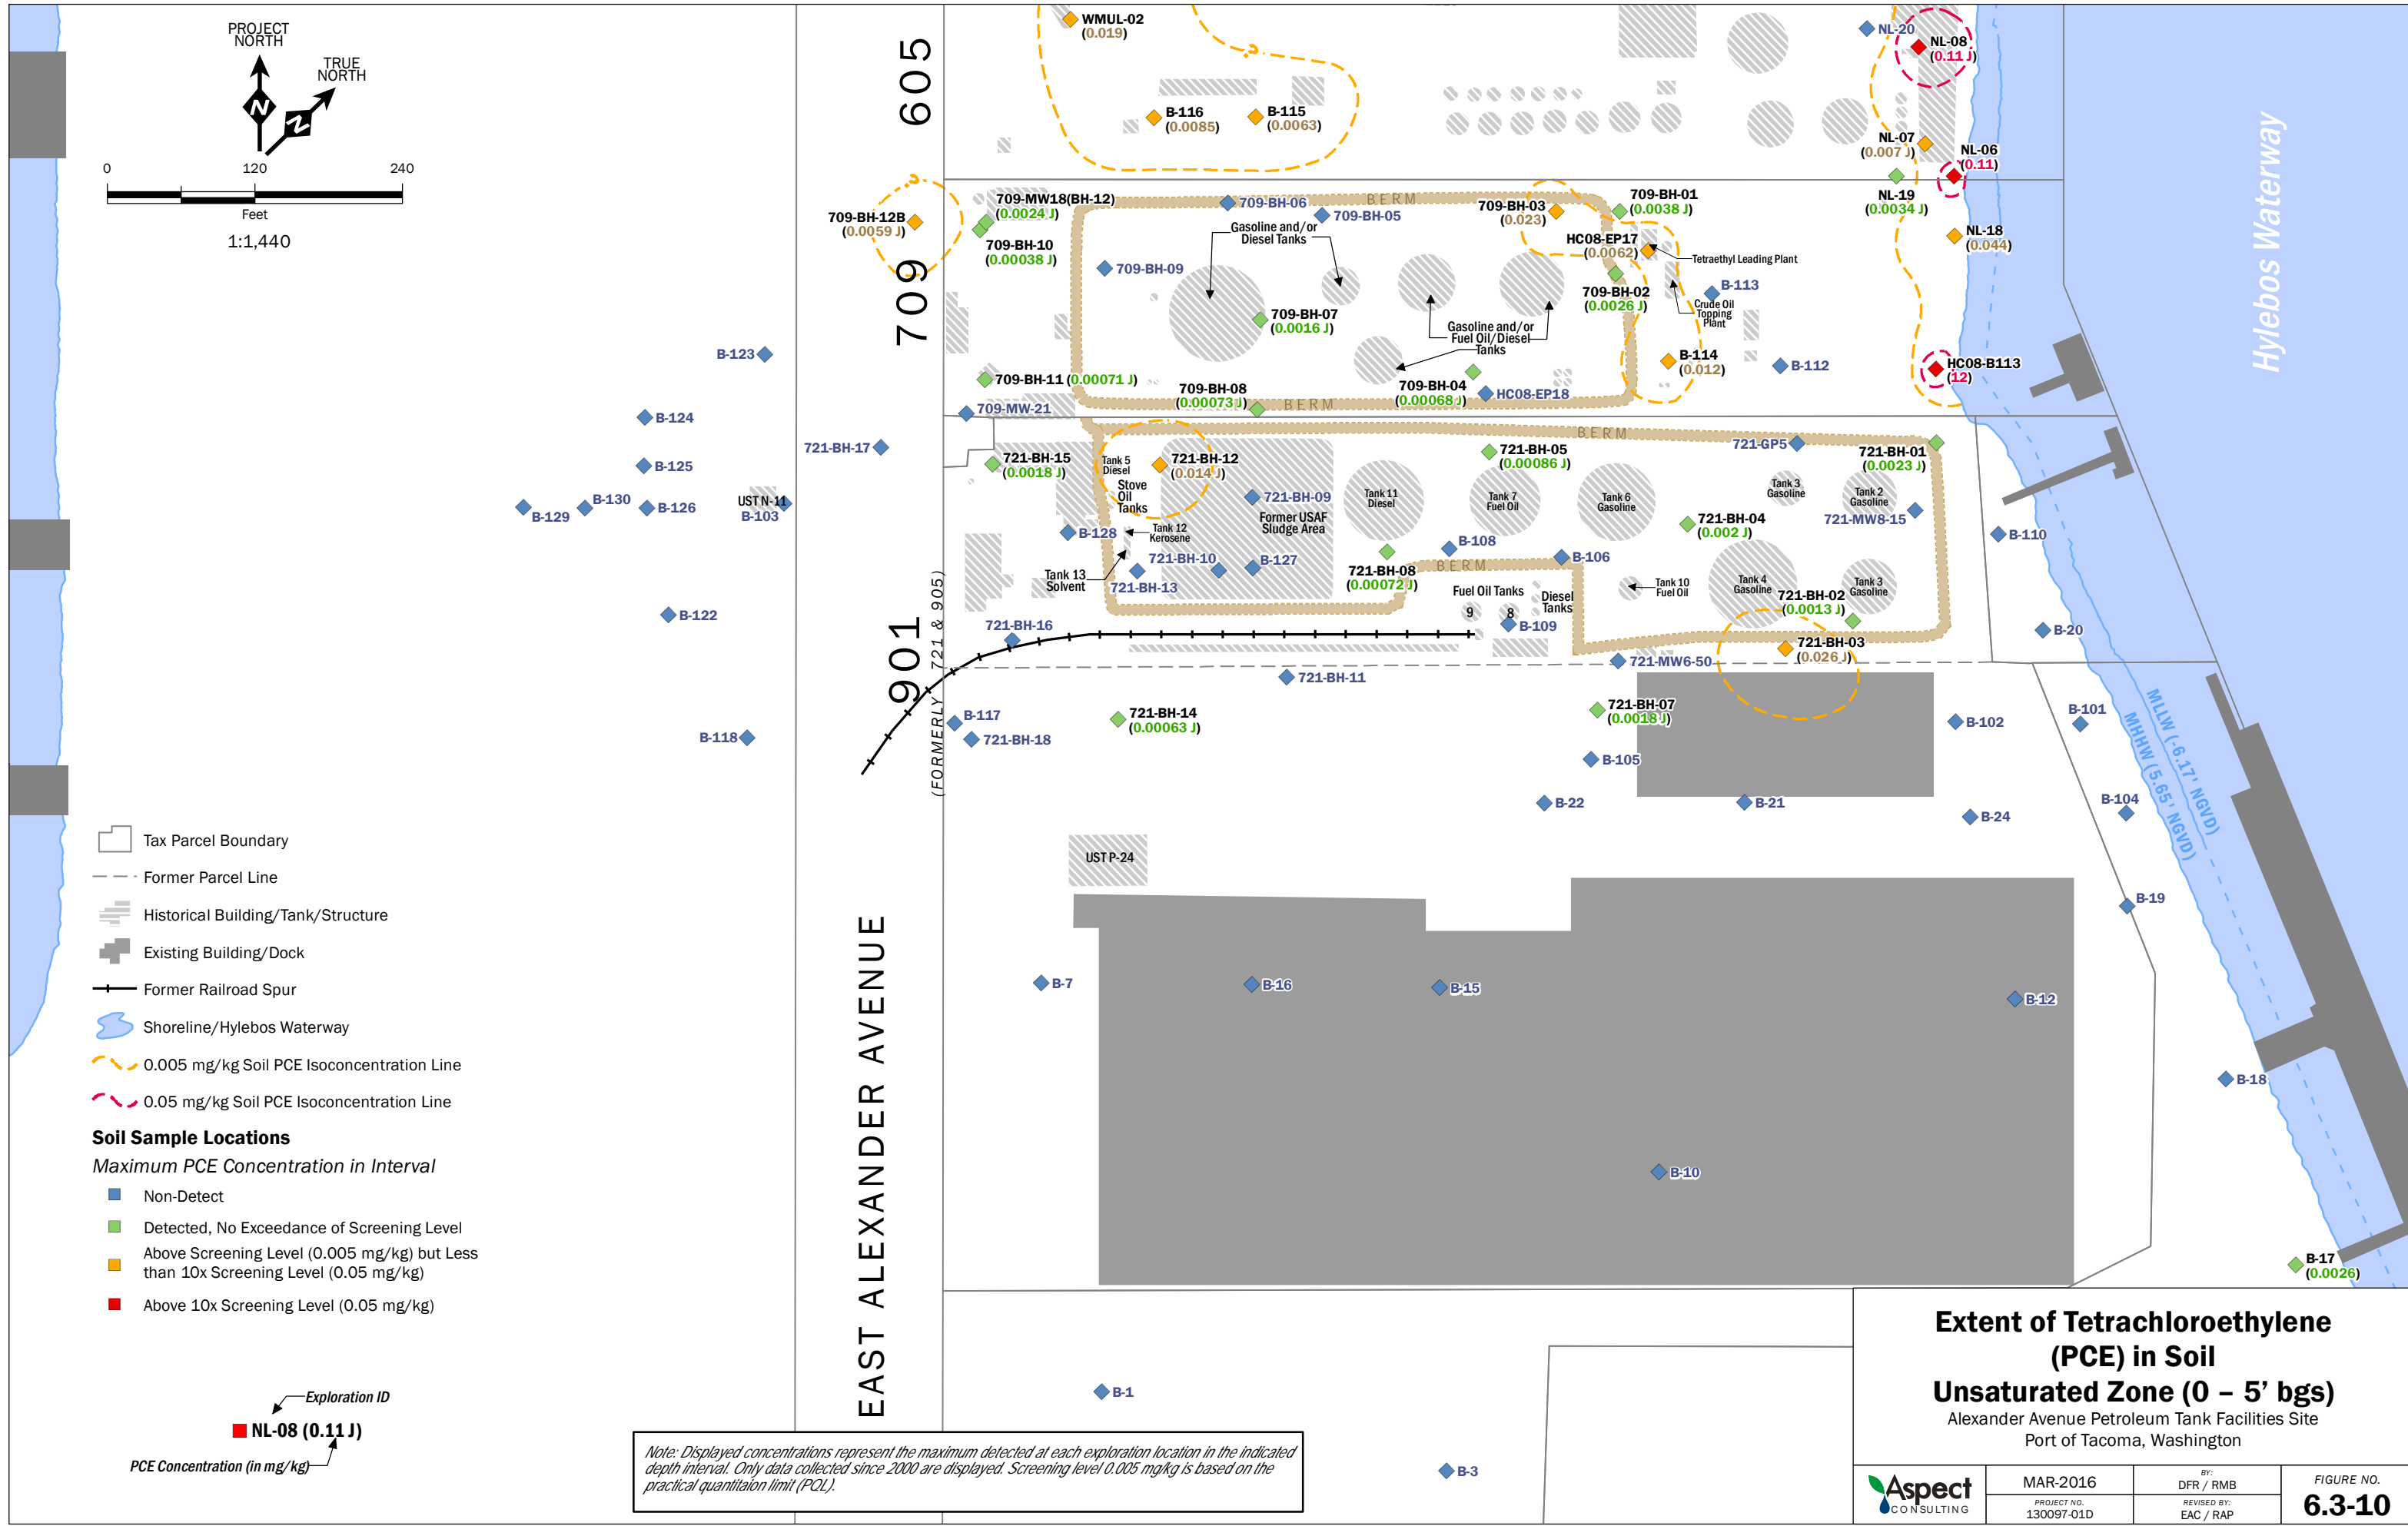 PROJECT
NORTH
TRUE
NORTH
N
N
0
120
240
Feet
1:1,440
605
709
901
(FORMERLY 721 & 905)
EAST ALEXANDER AVENUE
Hylebos Waterway
MLLW (-6.17' NGVD)
MHHW (5.65' NGVD)
WMUL-02
(0.019)
?
B-116
(0.0085)
B-115
(0.0063)
NL-20
NL-08
(0.11 J)
NL-07
(0.007 J)
NL-06
(0.11)
NL-19
(0.0034 J)
NL-18
(0.044)
HC08-B113
(12)
?
709-BH-12B
(0.0059 J)
709-MW18(BH-12)
(0.0024 J)
709-BH-10
(0.00038 J)
709-BH-06
709-BH-05
BERM
709-BH-03
(0.023)
709-BH-01
(0.0038 J)
HC08-EP17
(0.0062)
Tetraethyl Leading Plant
Gasoline and/or
Diesel Tanks
709-BH-09
709-BH-02
(0.0026 J)
B-113
Crude Oil
Topping
Plant
709-BH-07
(0.0016 J)
Gasoline and/or
Fuel Oil/Diesel
Tanks
B-114
(0.012)
B-112
709-BH-11 (0.00071 J)
709-BH-08
(0.00073 J)
709-BH-04
(0.00068 J)
HC08-EP18
BERM
709-MW-21
B-123
B-124
B-125
B-129
B-130
B-126
UST N-11
B-103
B-122
B-118
721-BH-17
721-BH-15
(0.0018 J)
Tank 5
Diesel
Stove
Oil
Tanks
721-BH-12
(0.014 J)
721-BH-09
Former USAF
Sludge Area
BERM
721-BH-05
(0.00086 J)
721-GP5
721-BH-01
(0.0023 J)
Tank 11
Diesel
Tank 7
Fuel Oil
Tank 6
Gasoline
Tank 3
Gasoline
Tank 2
Gasoline
721-MW8-15
721-BH-04
(0.002 J)
B-128
Tank 12
Kerosene
721-BH-10
B-127
Tank 13
Solvent
721-BH-13
721-BH-08
(0.00072 J)
B-108
B-106
BERM
Fuel Oil Tanks
9
8
Diesel
Tanks
Tank 10
Fuel Oil
Tank 4
Gasoline
Tank 3
Gasoline
721-BH-02
(0.0013 J)
B-109
B-110
B-20
721-BH-16
721-BH-03
(0.026 J)
721-MW6-50
721-BH-11
B-117
721-BH-18
721-BH-14
(0.00063 J)
721-BH-07
(0.0018 J)
B-105
B-22
B-21
B-102
B-101
B-24
B-104
B-19
UST P-24
B-7
B-16
B-15
B-12
B-18
B-10
B-17
(0.0026)
B-1
B-3
Tax Parcel Boundary
Former Parcel Line
Historical Building/Tank/Structure
Existing Building/Dock
Former Railroad Spur
Shoreline/Hylebos Waterway
0.005 mg/kg Soil PCE Isoconcentration Line
0.05 mg/kg Soil PCE Isoconcentration Line
Soil Sample Locations
Maximum PCE Concentration in Interval
Non-Detect
Detected, No Exceedance of Screening Level
Above Screening Level (0.005 mg/kg) but Less
than 10x Screening Level (0.05 mg/kg)
Above 10x Screening Level (0.05 mg/kg)
Exploration ID
NL-08 (0.11 J)
PCE Concentration (in mg/kg)
Note: Displayed concentrations represent the maximum detected at each exploration location in the indicated
depth interval. Only data collected since 2000 are displayed. Screening level 0.005 mg/kg is based on the
practical quantitaion limit (PQL).
Extent of Tetrachloroethylene
(PCE) in Soil
Unsaturated Zone (0 – 5’ bgs)
Alexander Avenue Petroleum Tank Facilities Site
Port of Tacoma, Washington
Aspect
CONSULTING
MAR-2016
PROJECT NO.
130097-01D
BY:
DFR / RMB
REVISED BY:
EAC / RAP
FIGURE NO.
6.3-10